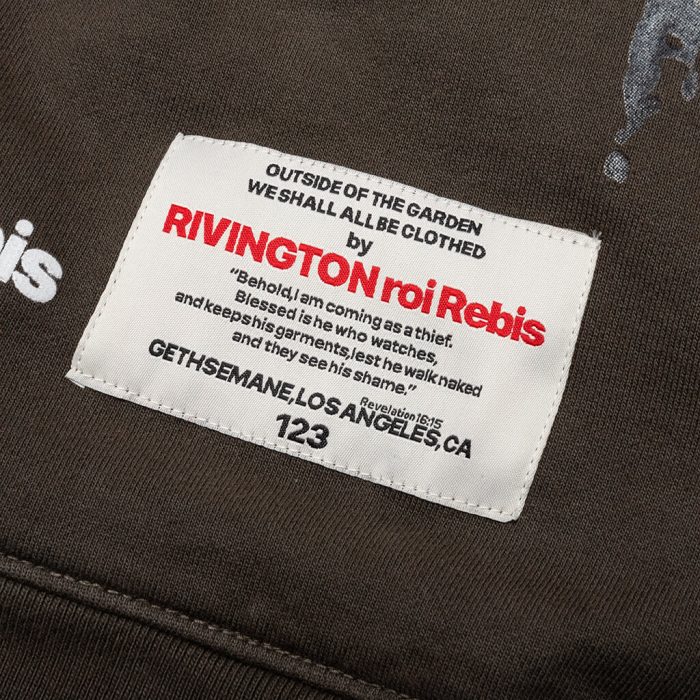 OUTSIDE OF THE GARDEN
WE SHALL ALL BE CLOTHED
by
RIVINGTON roi Rebis
"Behold, I am coming as a thief.
Blessed is he who watches,
and keeps his garments, lest he walk naked
and they see his shame."
Revelation 16:15
GETHSEMANE, LOS ANGELES, CA
123
bis